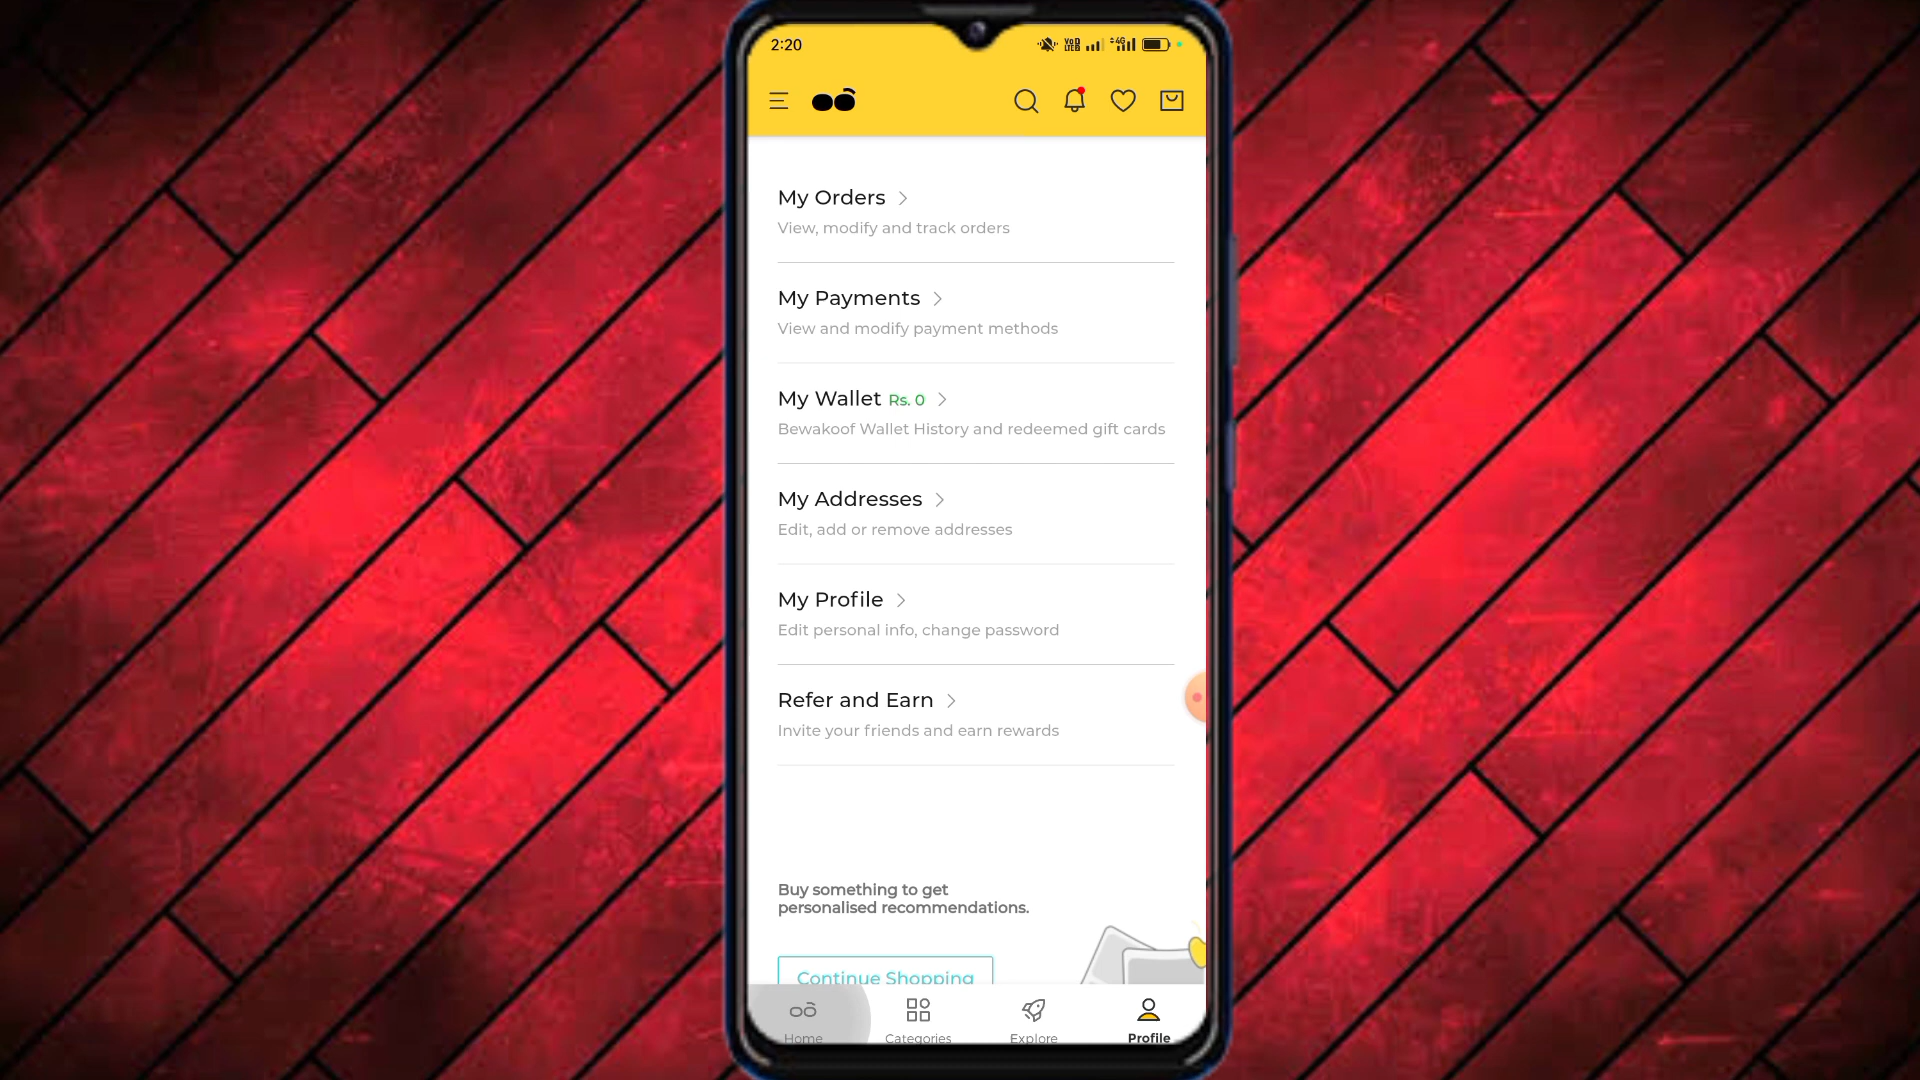 2:20
VoD
LTEB
4G
My Orders
View, modify and track orders
My Payments
View and modify payment methods
My Wallet Rs. 0
Bewakoof Wallet History and redeemed gift cards
My Addresses
Edit, add or remove addresses
My Profile
Edit personal info, change password
Refer and Earn
Invite your friends and earn rewards
Buy something to get
personalised recommendations.
Continue Shopping
Home Categories Explore Profile